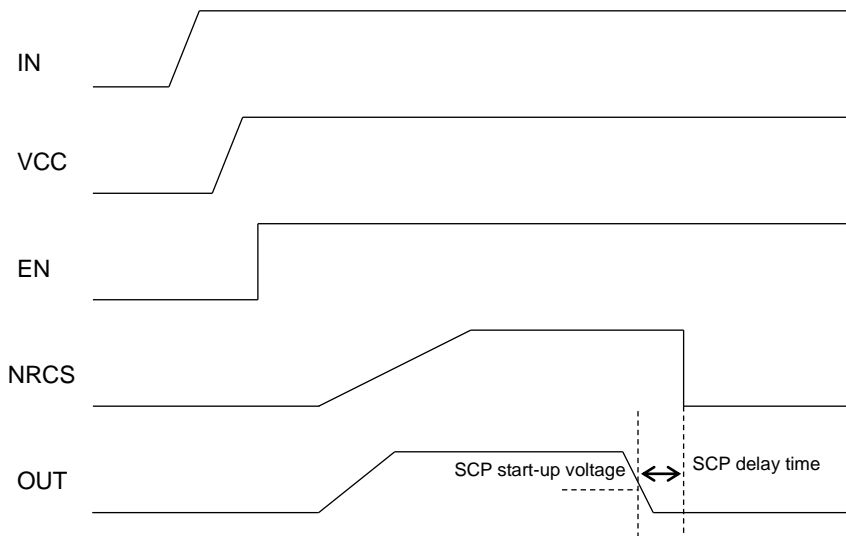 IN
VCC
EN
NRCS
SCP start-up voltage
SCP delay time
OUT